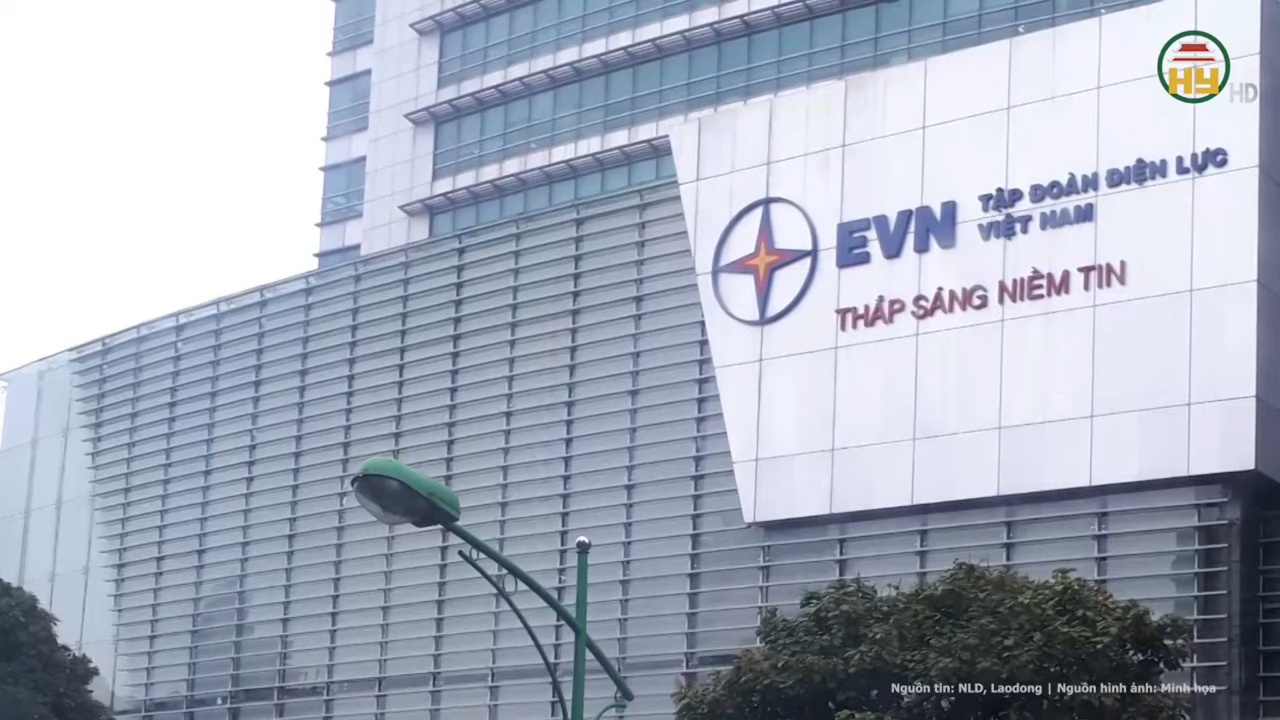 HY
HD
EVN
TẬP ĐOÀN ĐIỆN LỰC
VIỆT NAM
THẮP SÁNG NIỀM TIN
Nguồn tin: NLD, Laodong | Nguồn hình ảnh: Minh họa